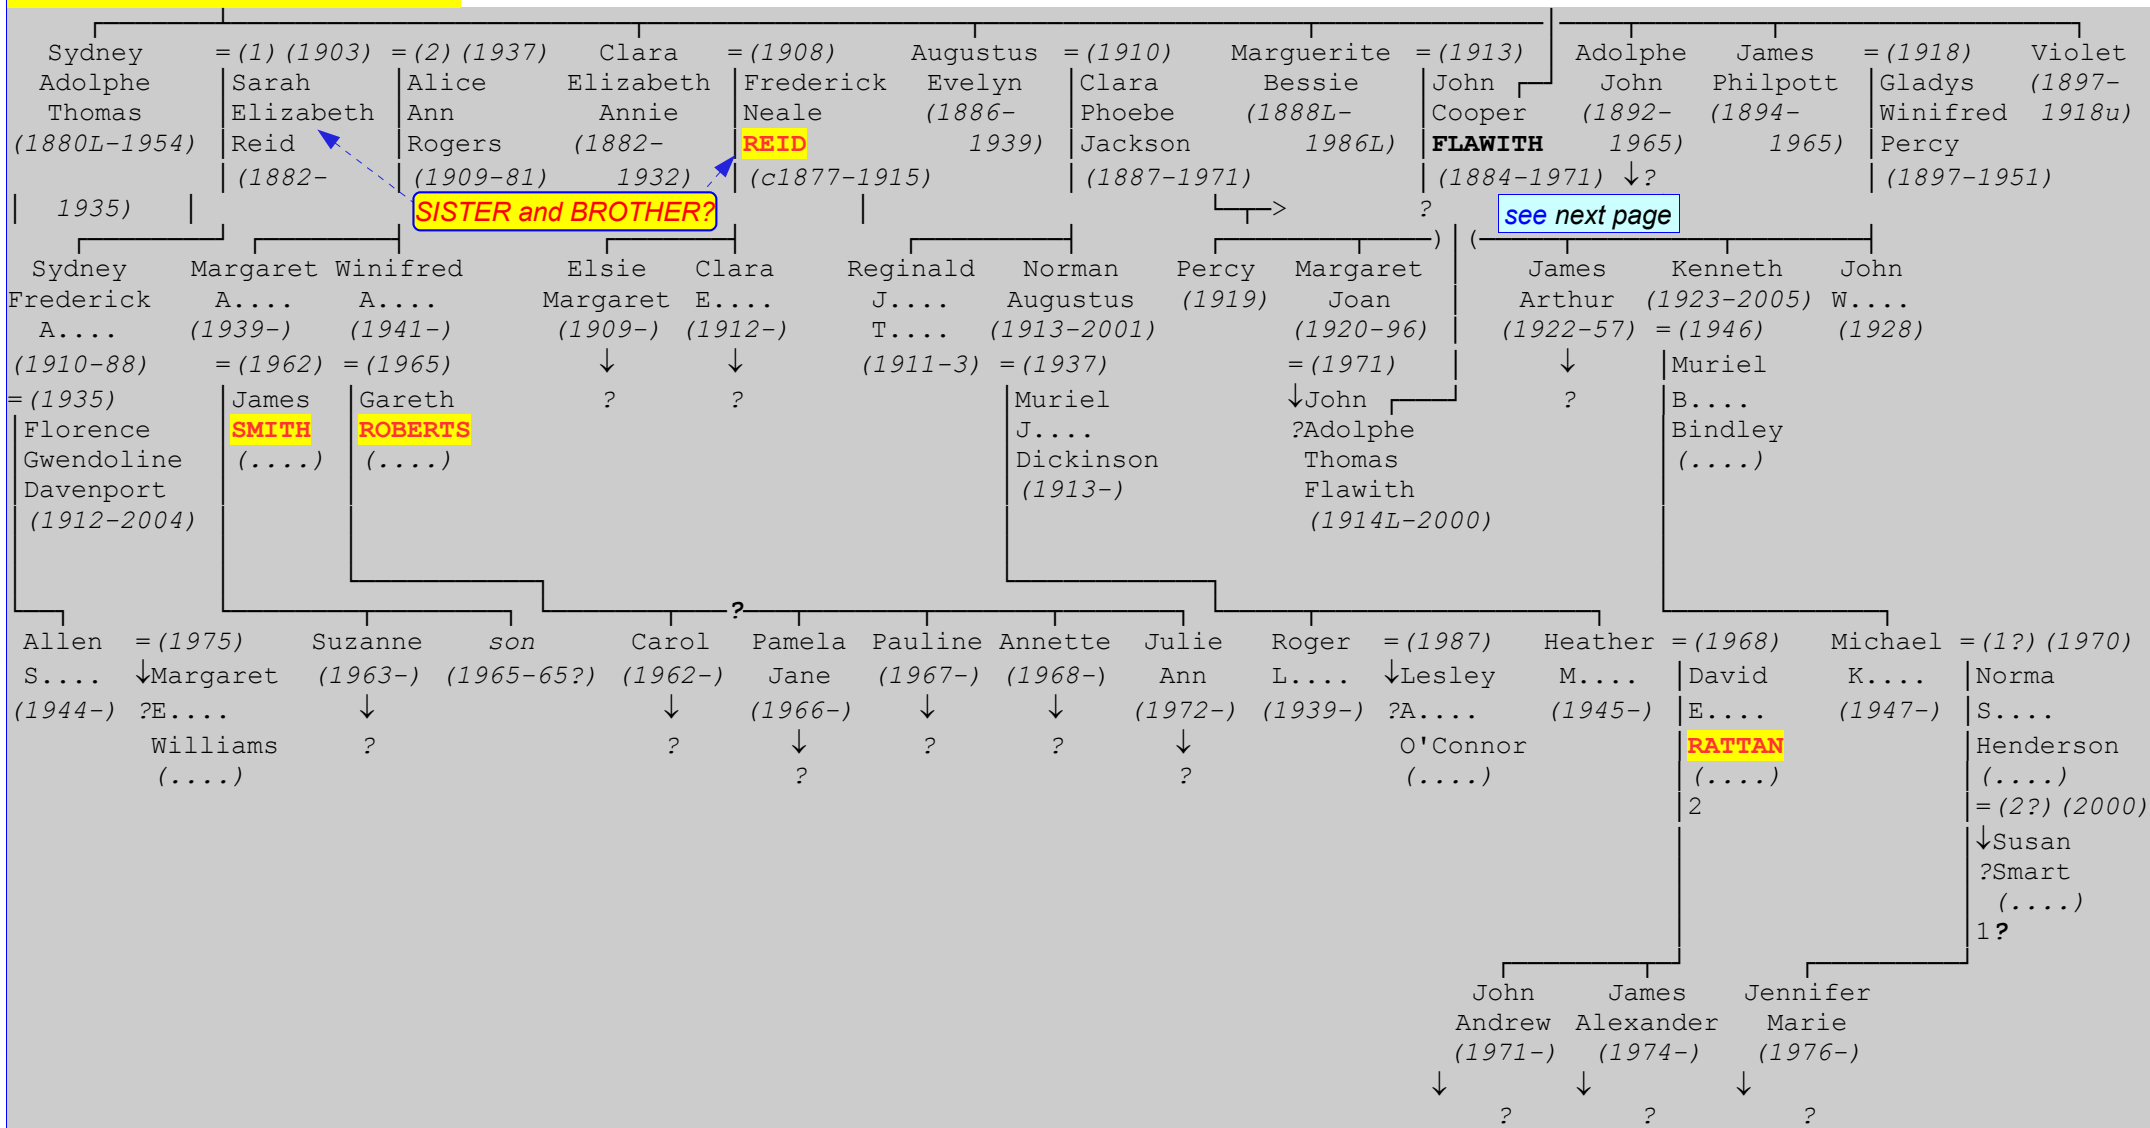 Sydney =(1)(1903) =(2)(1937) Clara =(1908) Augustus =(1910) Marguerite =(1913) Adolphe James =(1918) Violet
Adolphe Sarah Alice Elizabeth Frederick Evelyn Clara Bessie John John Philpott Gladys (1897-
Thomas Elizabeth Ann Annie Neale (1886- Phoebe (1888L- Cooper (1892- (1894- Winifred 1918u)
(1880L-1954) Reid Rogers (1882- REID 1939) Jackson 1986L) FLAWITH 1965) 1965) Percy
(1882- (1909-81) 1932) (c1877-1915) (1887-1971) (1884-1971) ↓? (1897-1951)
1935) SISTER and BROTHER? > ? see next page
) (
Sydney Margaret Winifred Elsie Clara Reginald Norman Percy Margaret James Kenneth John
Frederick A.... A.... Margaret E.... J.... Augustus (1919) Joan Arthur (1923-2005) W....
A.... (1939-) (1941-) (1909-) (1912-) T.... (1913-2001) (1920-96) (1922-57) =(1946) (1928)
(1910-88) =(1962) =(1965) ↓ ↓ (1911-3) =(1937) =(1971) ↓ Muriel
=(1935) James Gareth ? ? Muriel ↓John ? B....
Florence SMITH ROBERTS J.... ?Adolphe Bindley
Gwendoline (....) (....) Dickinson Thomas (....)
Davenport (1913-) Flawith
(1912-2004) (1914L-2000)
?
Allen =(1975) Suzanne son Carol Pamela Pauline Annette Julie Roger =(1987) Heather =(1968) Michael =(1?)(1970)
S.... ↓Margaret (1963-) (1965-65?) (1962-) Jane (1967-) (1968-) Ann L.... ↓Lesley M.... David K.... Norma
(1944-) ?E.... ↓ ↓ (1966-) ↓ ↓ (1972-) (1939-) ?A.... (1945-) E.... (1947-) S....
Williams ? ? ↓ ? ? ↓ O'Connor RATTAN Henderson
(....) ? ? (....) (....) (....)
2 =(2?)(2000)
↓Susan
?Smart
(....)
1?
John James Jennifer
Andrew Alexander Marie
(1971-) (1974-) (1976-)
↓ ↓ ↓
? ? ?